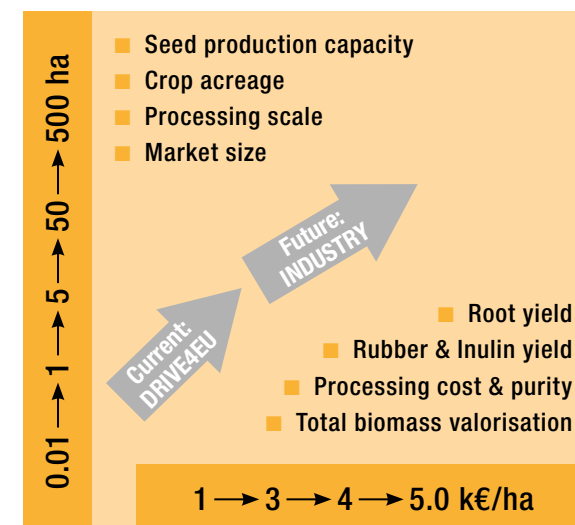 Seed production capacity
Crop acreage
Processing scale
Market size
0.01 → 1 → 5 → 50 → 500 ha
Future:
INDUSTRY
Current:
DRIVE4EU
Root yield
Rubber & Inulin yield
Processing cost & purity
Total biomass valorisation
1 → 3 → 4 → 5.0 k€/ha